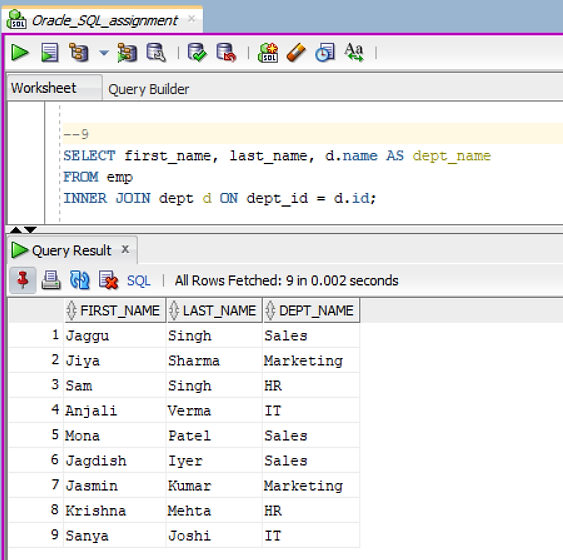 Oracle_SQL_assignment
SQL Aa
Worksheet Query Builder
--9
SELECT first_name, last_name, d.name AS dept_name
FROM emp
INNER JOIN dept d ON dept_id = d.id;
Query Result x
SQL | All Rows Fetched: 9 in 0.002 seconds
FIRST_NAME LAST_NAME DEPT_NAME
1 Jaggu Singh Sales
2 Jiya Sharma Marketing
3 Sam Singh HR
4 Anjali Verma IT
5 Mona Patel Sales
6 Jagdish Iyer Sales
7 Jasmin Kumar Marketing
8 Krishna Mehta HR
9 Sanya Joshi IT